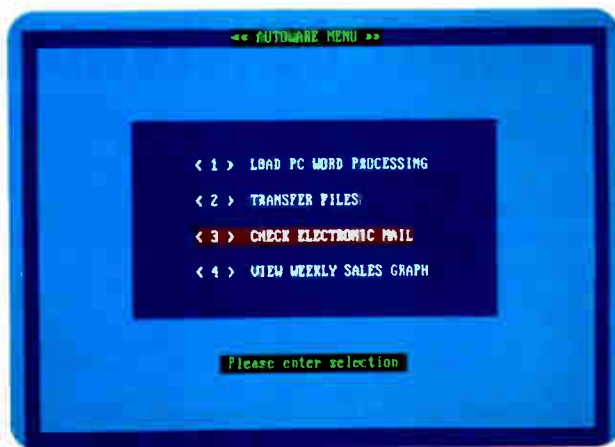 «« AUTOWARE MENU »»
< 1 > LOAD PC WORD PROCESSING
< 2 > TRANSFER FILES
< 3 > CHECK ELECTRONIC MAIL
< 4 > VIEW WEEKLY SALES GRAPH
Please enter selection